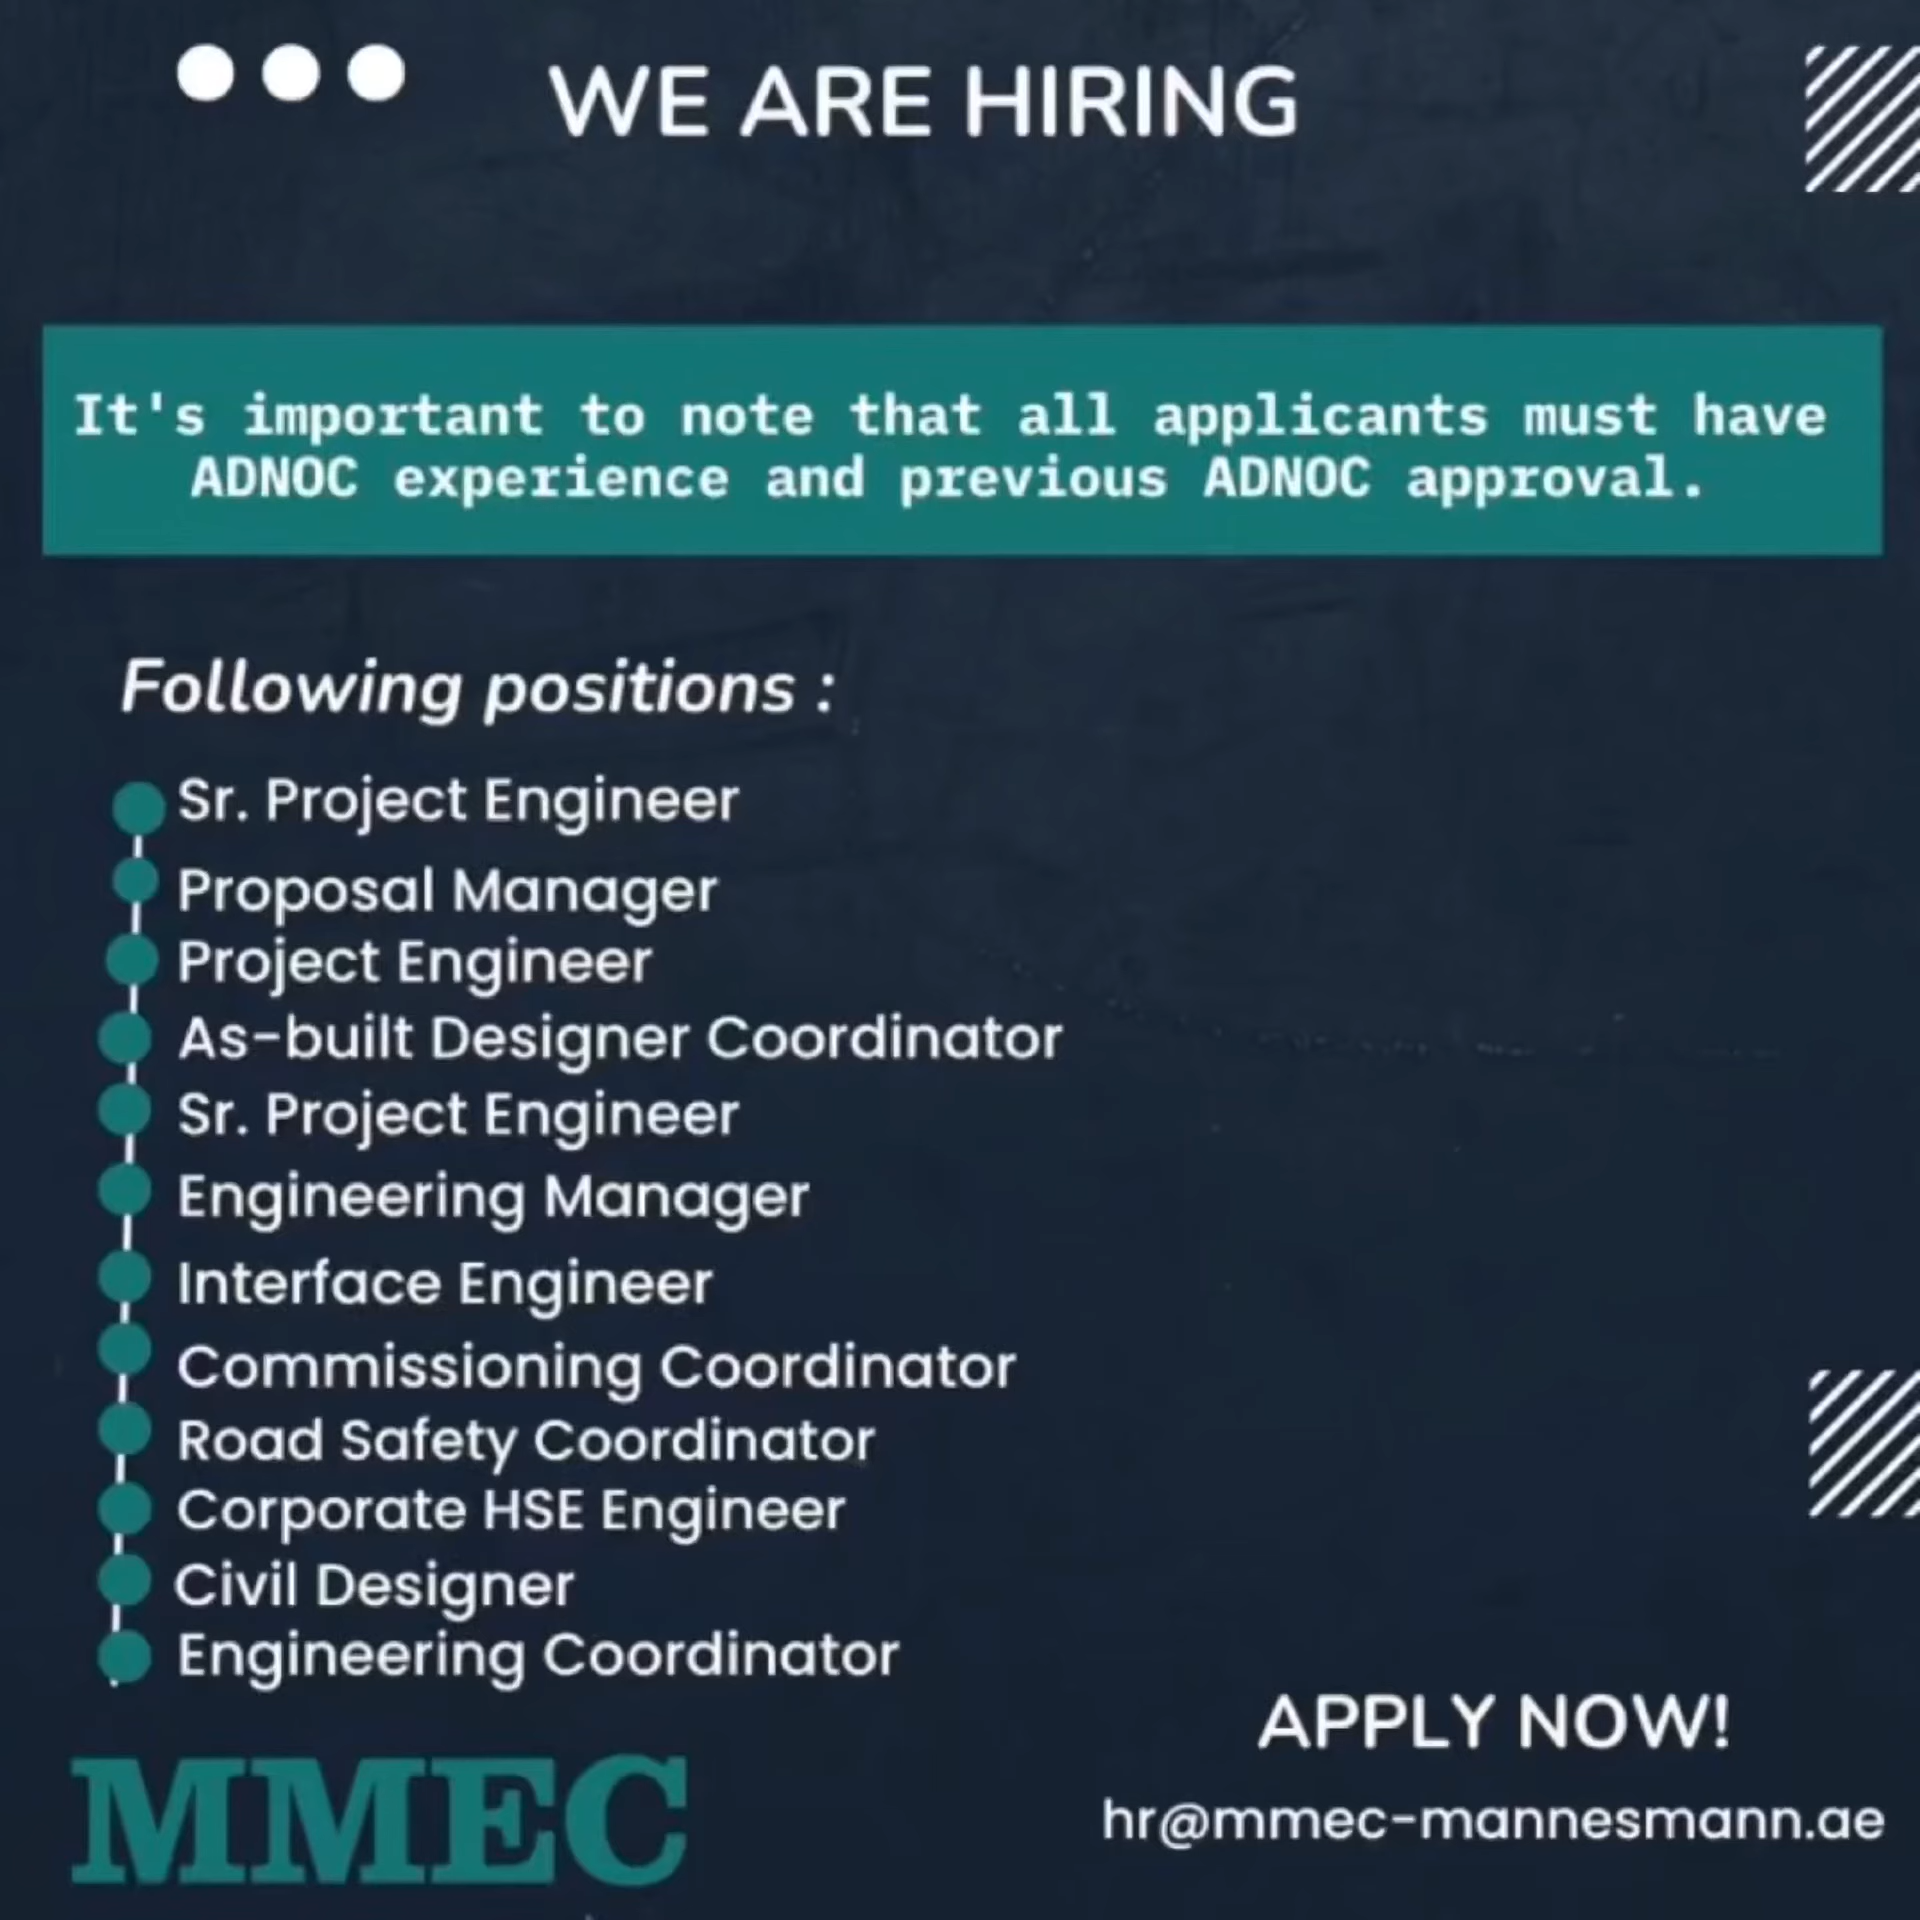 WE ARE HIRING
It's important to note that all applicants must have
ADNOC experience and previous ADNOC approval.
Following positions :
Sr. Project Engineer
Proposal Manager
Project Engineer
As-built Designer Coordinator
Sr. Project Engineer
Engineering Manager
Interface Engineer
Commissioning Coordinator
Road Safety Coordinator
Corporate HSE Engineer
Civil Designer
Engineering Coordinator
APPLY NOW!
MMEC
hr@mmec-mannesmann.ae